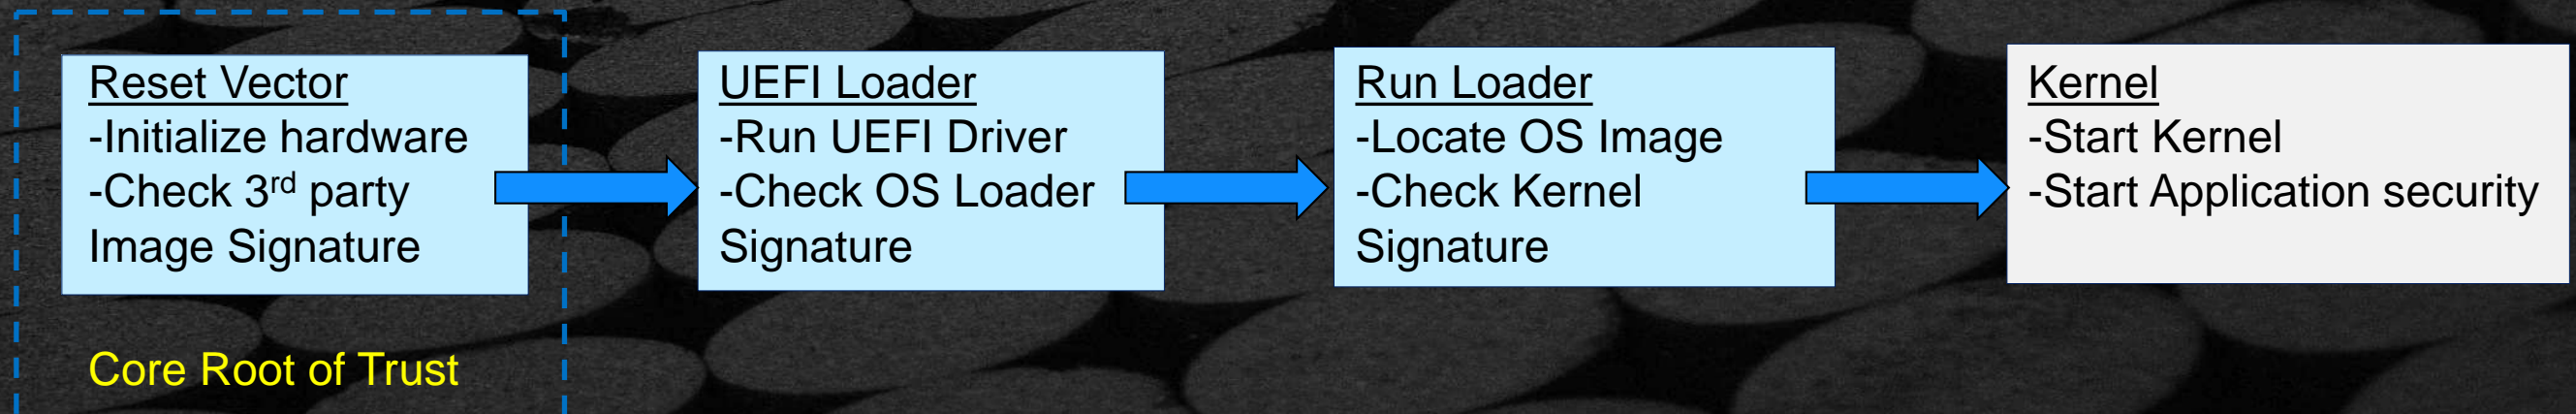 Reset Vector
-Initialize hardware
-Check 3rd party
Image Signature
Core Root of Trust
UEFI Loader
-Run UEFI Driver
-Check OS Loader
Signature
Run Loader
-Locate OS Image
-Check Kernel
Signature
Kernel
-Start Kernel
-Start Application security